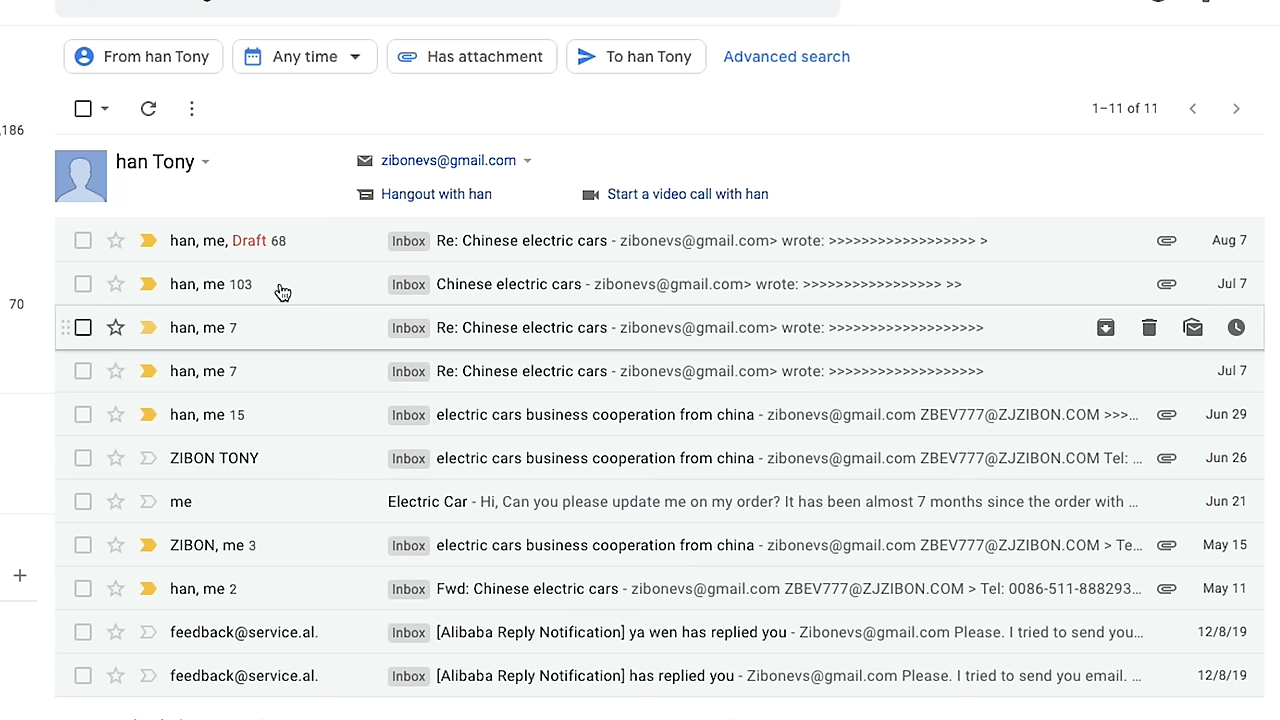 From han Tony Any time Has attachment To han Tony Advanced search
,186
1–11 of 11
han Tony zibonevs@gmail.com
Hangout with han Start a video call with han
han, me, Draft 68 Inbox Re: Chinese electric cars - zibonevs@gmail.com> wrote: >>>>>>>>>>>>>>>>>> > Aug 7
han, me 103 Inbox Chinese electric cars - zibonevs@gmail.com> wrote: >>>>>>>>>>>>>>>>> >> Jul 7
70
han, me 7 Inbox Re: Chinese electric cars - zibonevs@gmail.com> wrote: >>>>>>>>>>>>>>>>>>>
han, me 7 Inbox Re: Chinese electric cars - zibonevs@gmail.com> wrote: >>>>>>>>>>>>>>>>>>> Jul 7
han, me 15 Inbox electric cars business cooperation from china - zibonevs@gmail.com ZBEV777@ZJZIBON.COM >>>… Jun 29
ZIBON TONY Inbox electric cars business cooperation from china - zibonevs@gmail.com ZBEV777@ZJZIBON.COM Tel: … Jun 26
me Electric Car - Hi, Can you please update me on my order? It has been almost 7 months since the order with … Jun 21
ZIBON, me 3 Inbox electric cars business cooperation from china - zibonevs@gmail.com ZBEV777@ZJZIBON.COM > Te… May 15
han, me 2 Inbox Fwd: Chinese electric cars - zibonevs@gmail.com ZBEV777@ZJZIBON.COM > Tel: 0086-511-888293… May 11
feedback@service.al. Inbox [Alibaba Reply Notification] ya wen has replied you - Zibonevs@gmail.com Please. I tried to send you… 12/8/19
feedback@service.al. Inbox [Alibaba Reply Notification] has replied you - Zibonevs@gmail.com Please. I tried to send you email. … 12/8/19